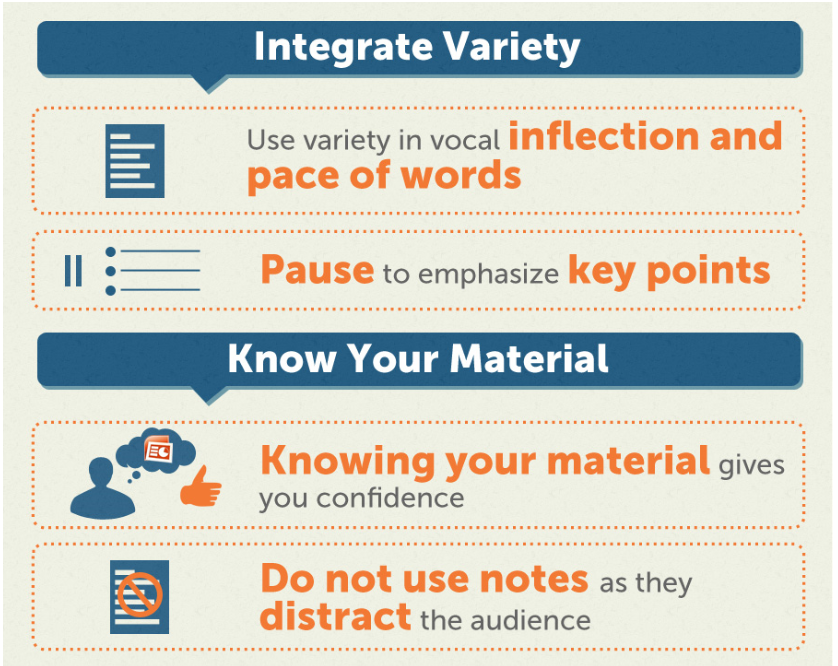 Integrate Variety
Use variety in vocal inflection and
pace of words
Pause to emphasize key points
Know Your Material
Knowing your material gives
you confidence
Do not use notes as they
distract the audience